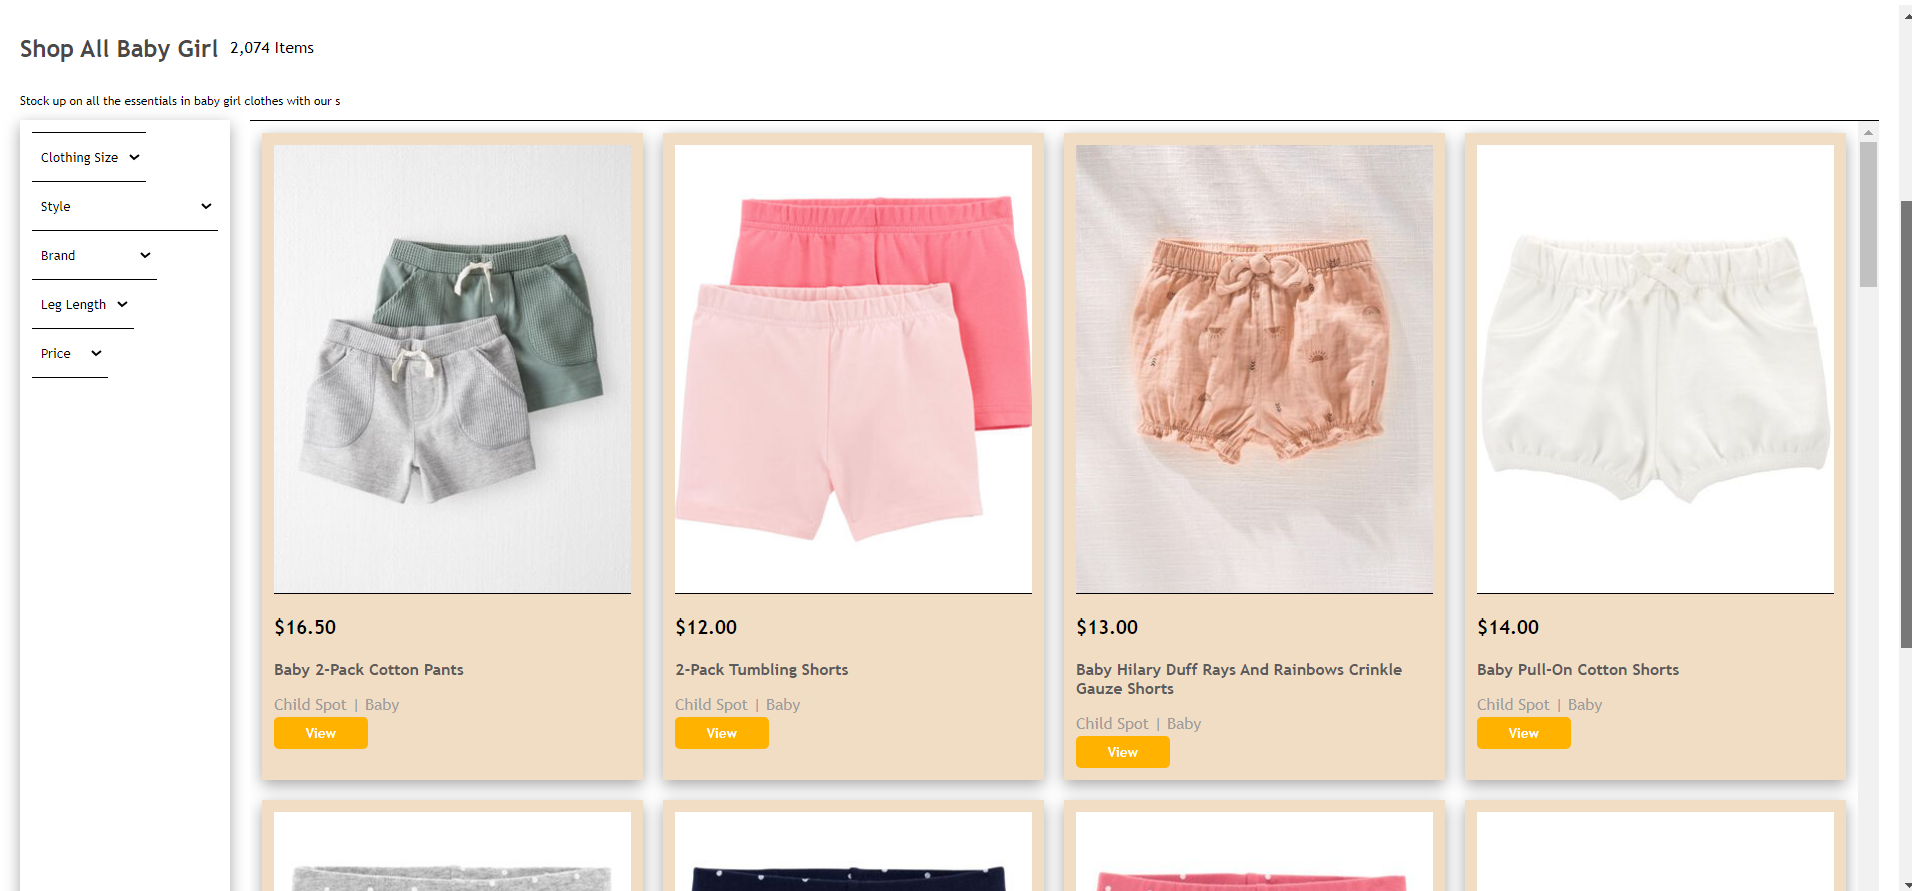 Shop All Baby Girl 2,074 Items
Stock up on all the essentials in baby girl clothes with our s
Clothing Size
Style
Brand
Leg Length
Price
$16.50
Baby 2-Pack Cotton Pants
Child Spot | Baby
View
$12.00
2-Pack Tumbling Shorts
Child Spot | Baby
View
$13.00
Baby Hilary Duff Rays And Rainbows Crinkle
Gauze Shorts
Child Spot | Baby
View
$14.00
Baby Pull-On Cotton Shorts
Child Spot | Baby
View